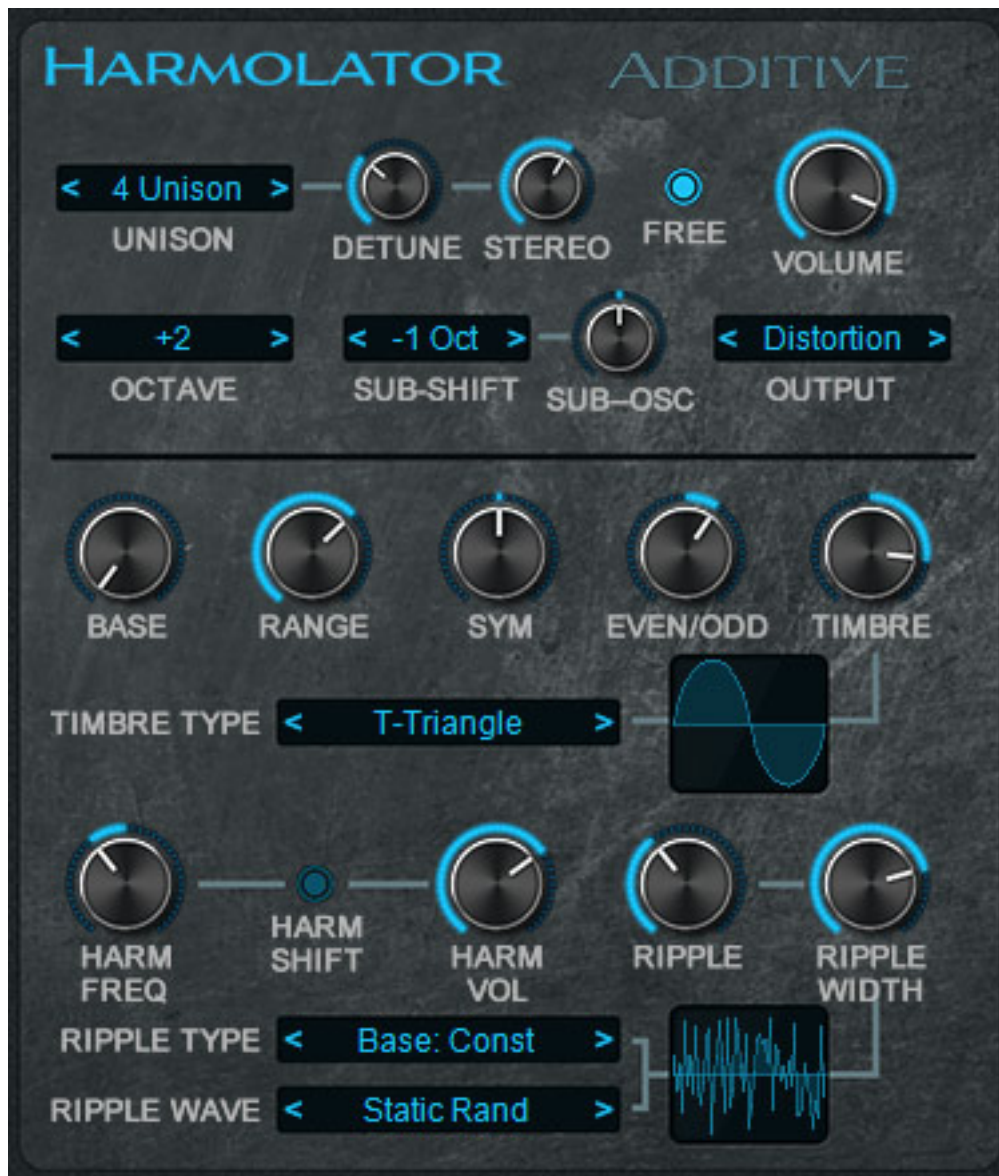 HARMOLATOR ADDITIVE
< 4 Unison >
UNISON DETUNE STEREO FREE VOLUME
< +2 > < -1 Oct > < Distortion >
OCTAVE SUB-SHIFT SUB–OSC OUTPUT
BASE RANGE SYM EVEN/ODD TIMBRE
TIMBRE TYPE < T-Triangle >
HARM FREQ HARM SHIFT HARM VOL RIPPLE RIPPLE WIDTH
RIPPLE TYPE < Base: Const >
RIPPLE WAVE < Static Rand >